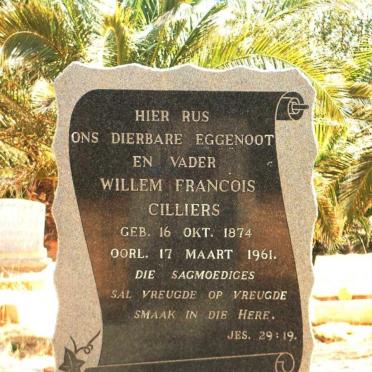 HIER RUS
ONS DIERBARE EGGENOOT
EN VADER
WILLEM FRANCOIS
CILLIERS
GEB. 16 OKT. 1874
OORL. 17 MAART 1961.
DIE SAGMOEDIGES
SAL VREUGDE OP VREUGDE
SMAAK IN DIE HERE.
JES. 29:19.